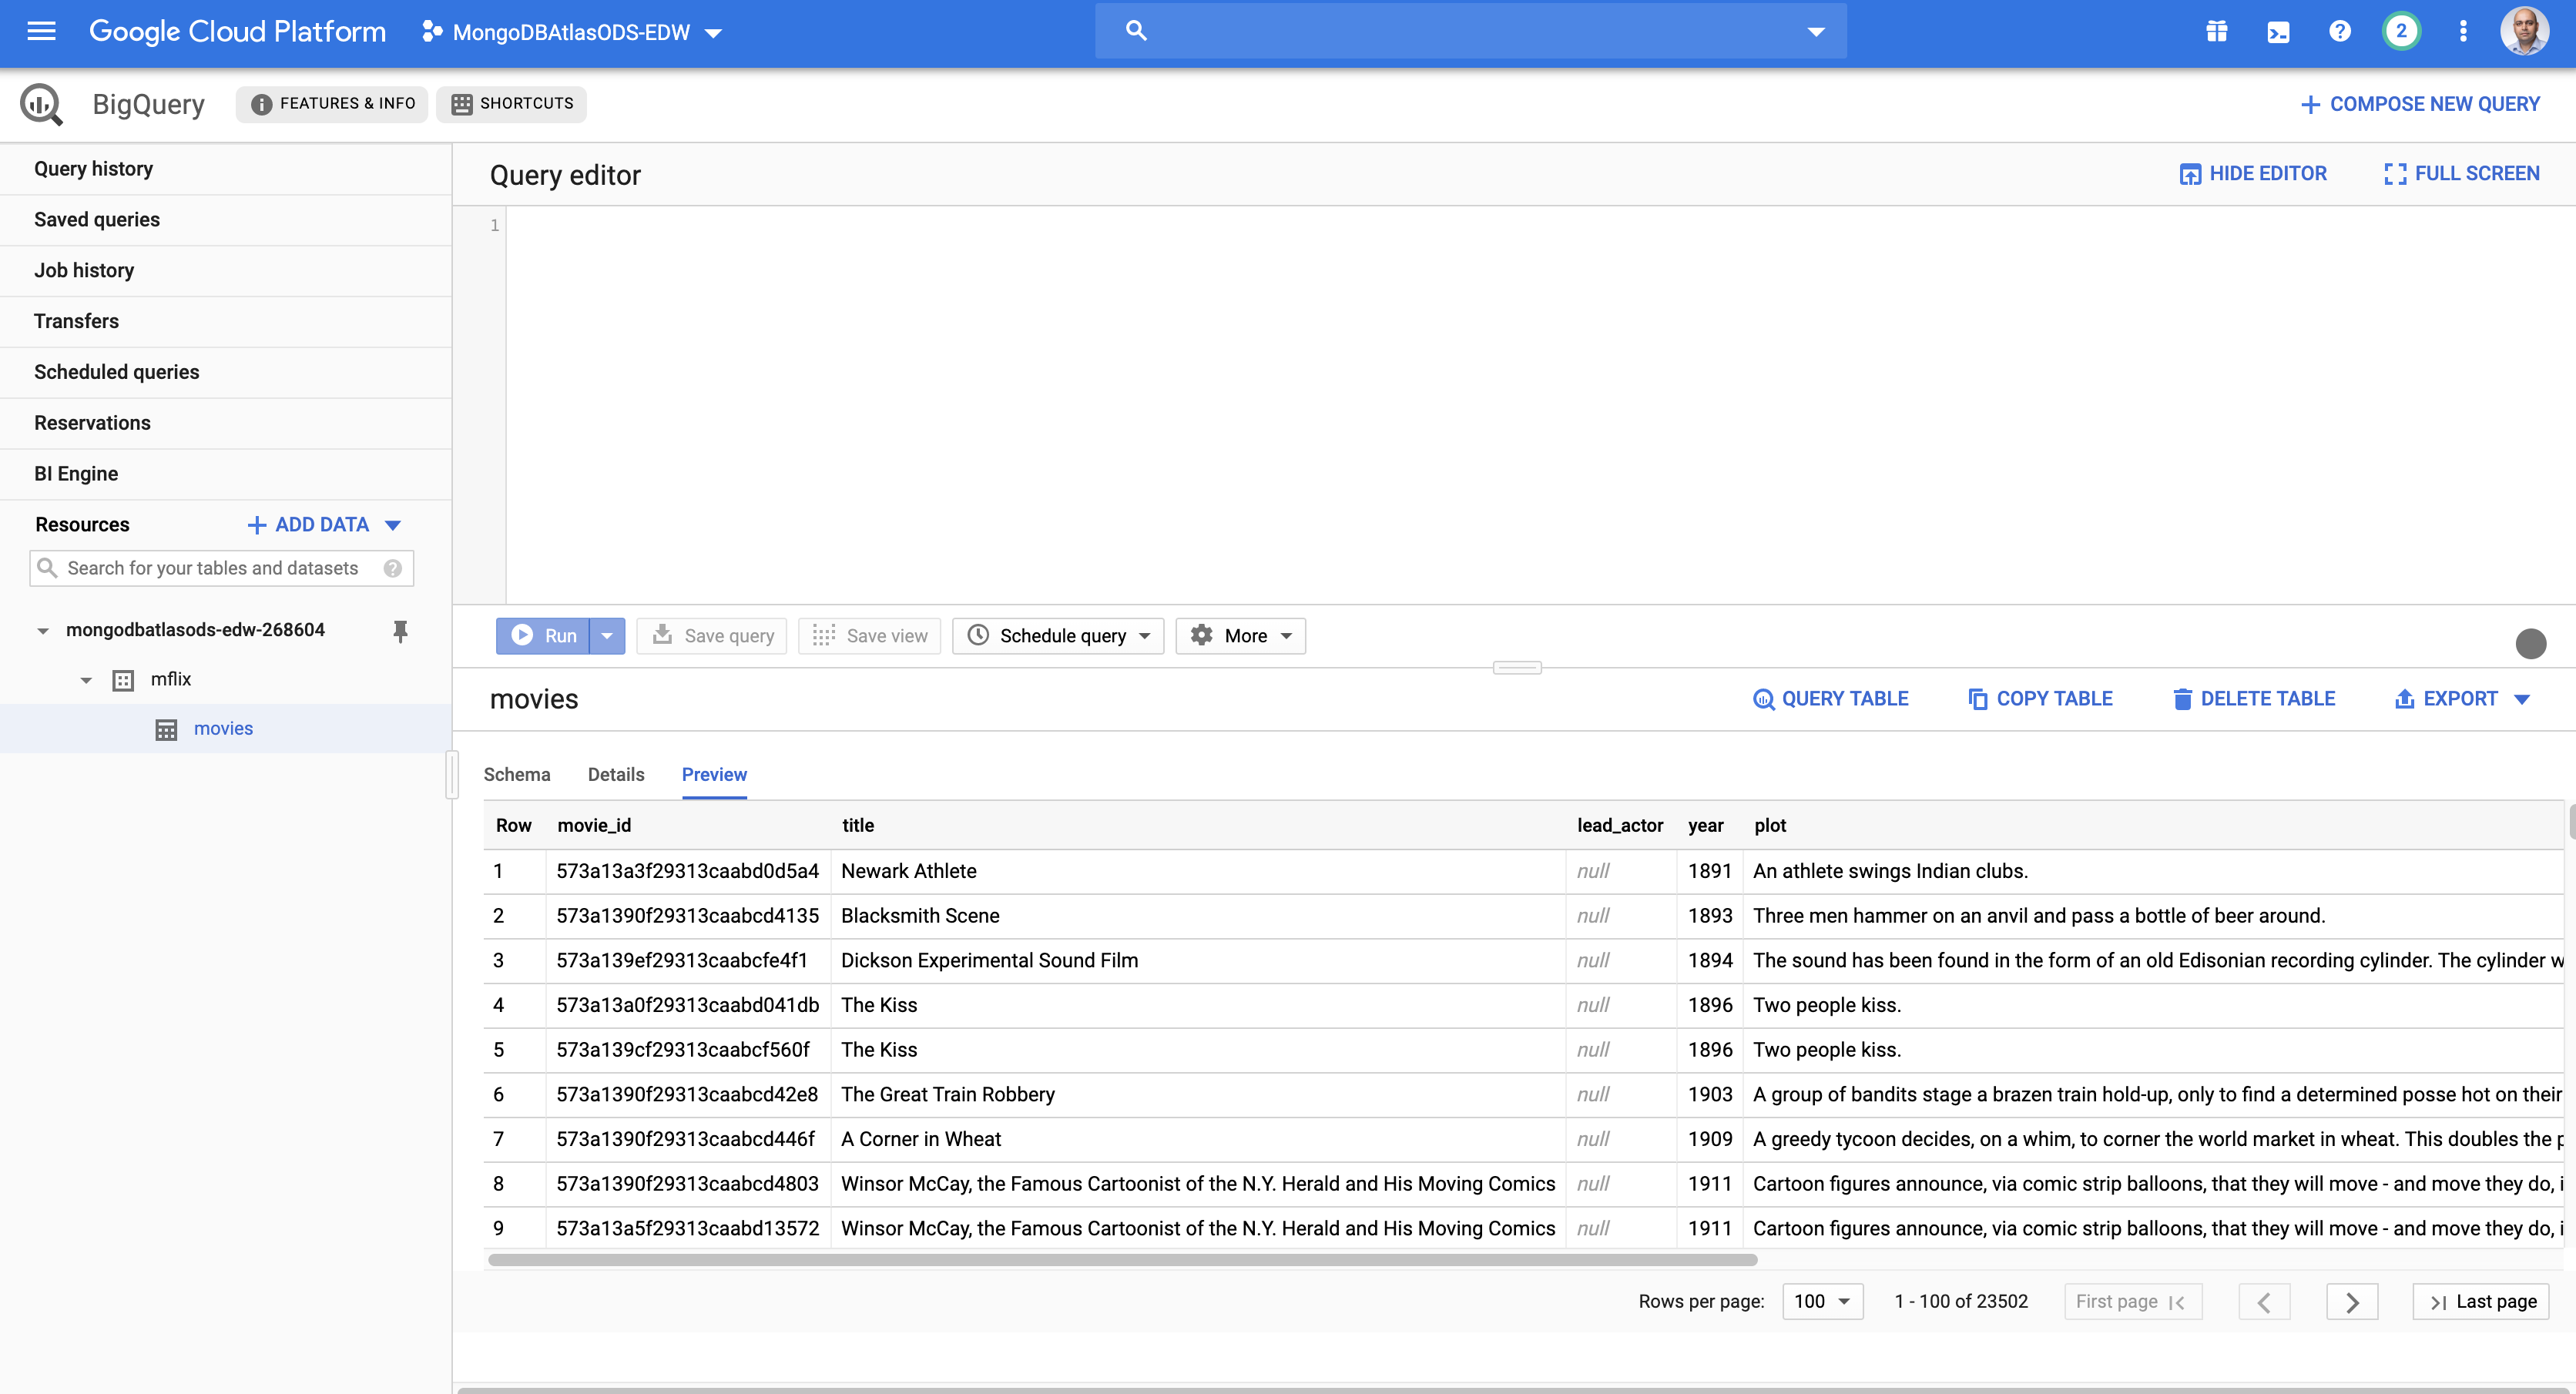 Google Cloud Platform MongoDBAtlasODS-EDW 2
BigQuery FEATURES & INFO SHORTCUTS COMPOSE NEW QUERY
Query history
Saved queries
Job history
Transfers
Scheduled queries
Reservations
BI Engine
Resources ADD DATA
Search for your tables and datasets
mongodbatlasods-edw-268604
mflix
movies
Query editor HIDE EDITOR FULL SCREEN
1
Run Save query Save view Schedule query More
movies QUERY TABLE COPY TABLE DELETE TABLE EXPORT
Schema Details Preview
Row movie_id title lead_actor year plot
1 573a13a3f29313caabd0d5a4 Newark Athlete null 1891 An athlete swings Indian clubs.
2 573a1390f29313caabcd4135 Blacksmith Scene null 1893 Three men hammer on an anvil and pass a bottle of beer around.
3 573a139ef29313caabcfe4f1 Dickson Experimental Sound Film null 1894 The sound has been found in the form of an old Edisonian recording cylinder. The cylinder w
4 573a13a0f29313caabd041db The Kiss null 1896 Two people kiss.
5 573a139cf29313caabcf560f The Kiss null 1896 Two people kiss.
6 573a1390f29313caabcd42e8 The Great Train Robbery null 1903 A group of bandits stage a brazen train hold-up, only to find a determined posse hot on their
7 573a1390f29313caabcd446f A Corner in Wheat null 1909 A greedy tycoon decides, on a whim, to corner the world market in wheat. This doubles the p
8 573a1390f29313caabcd4803 Winsor McCay, the Famous Cartoonist of the N.Y. Herald and His Moving Comics null 1911 Cartoon figures announce, via comic strip balloons, that they will move - and move they do, i
9 573a13a5f29313caabd13572 Winsor McCay, the Famous Cartoonist of the N.Y. Herald and His Moving Comics null 1911 Cartoon figures announce, via comic strip balloons, that they will move - and move they do, i
Rows per page: 100 1 - 100 of 23502 First page Last page